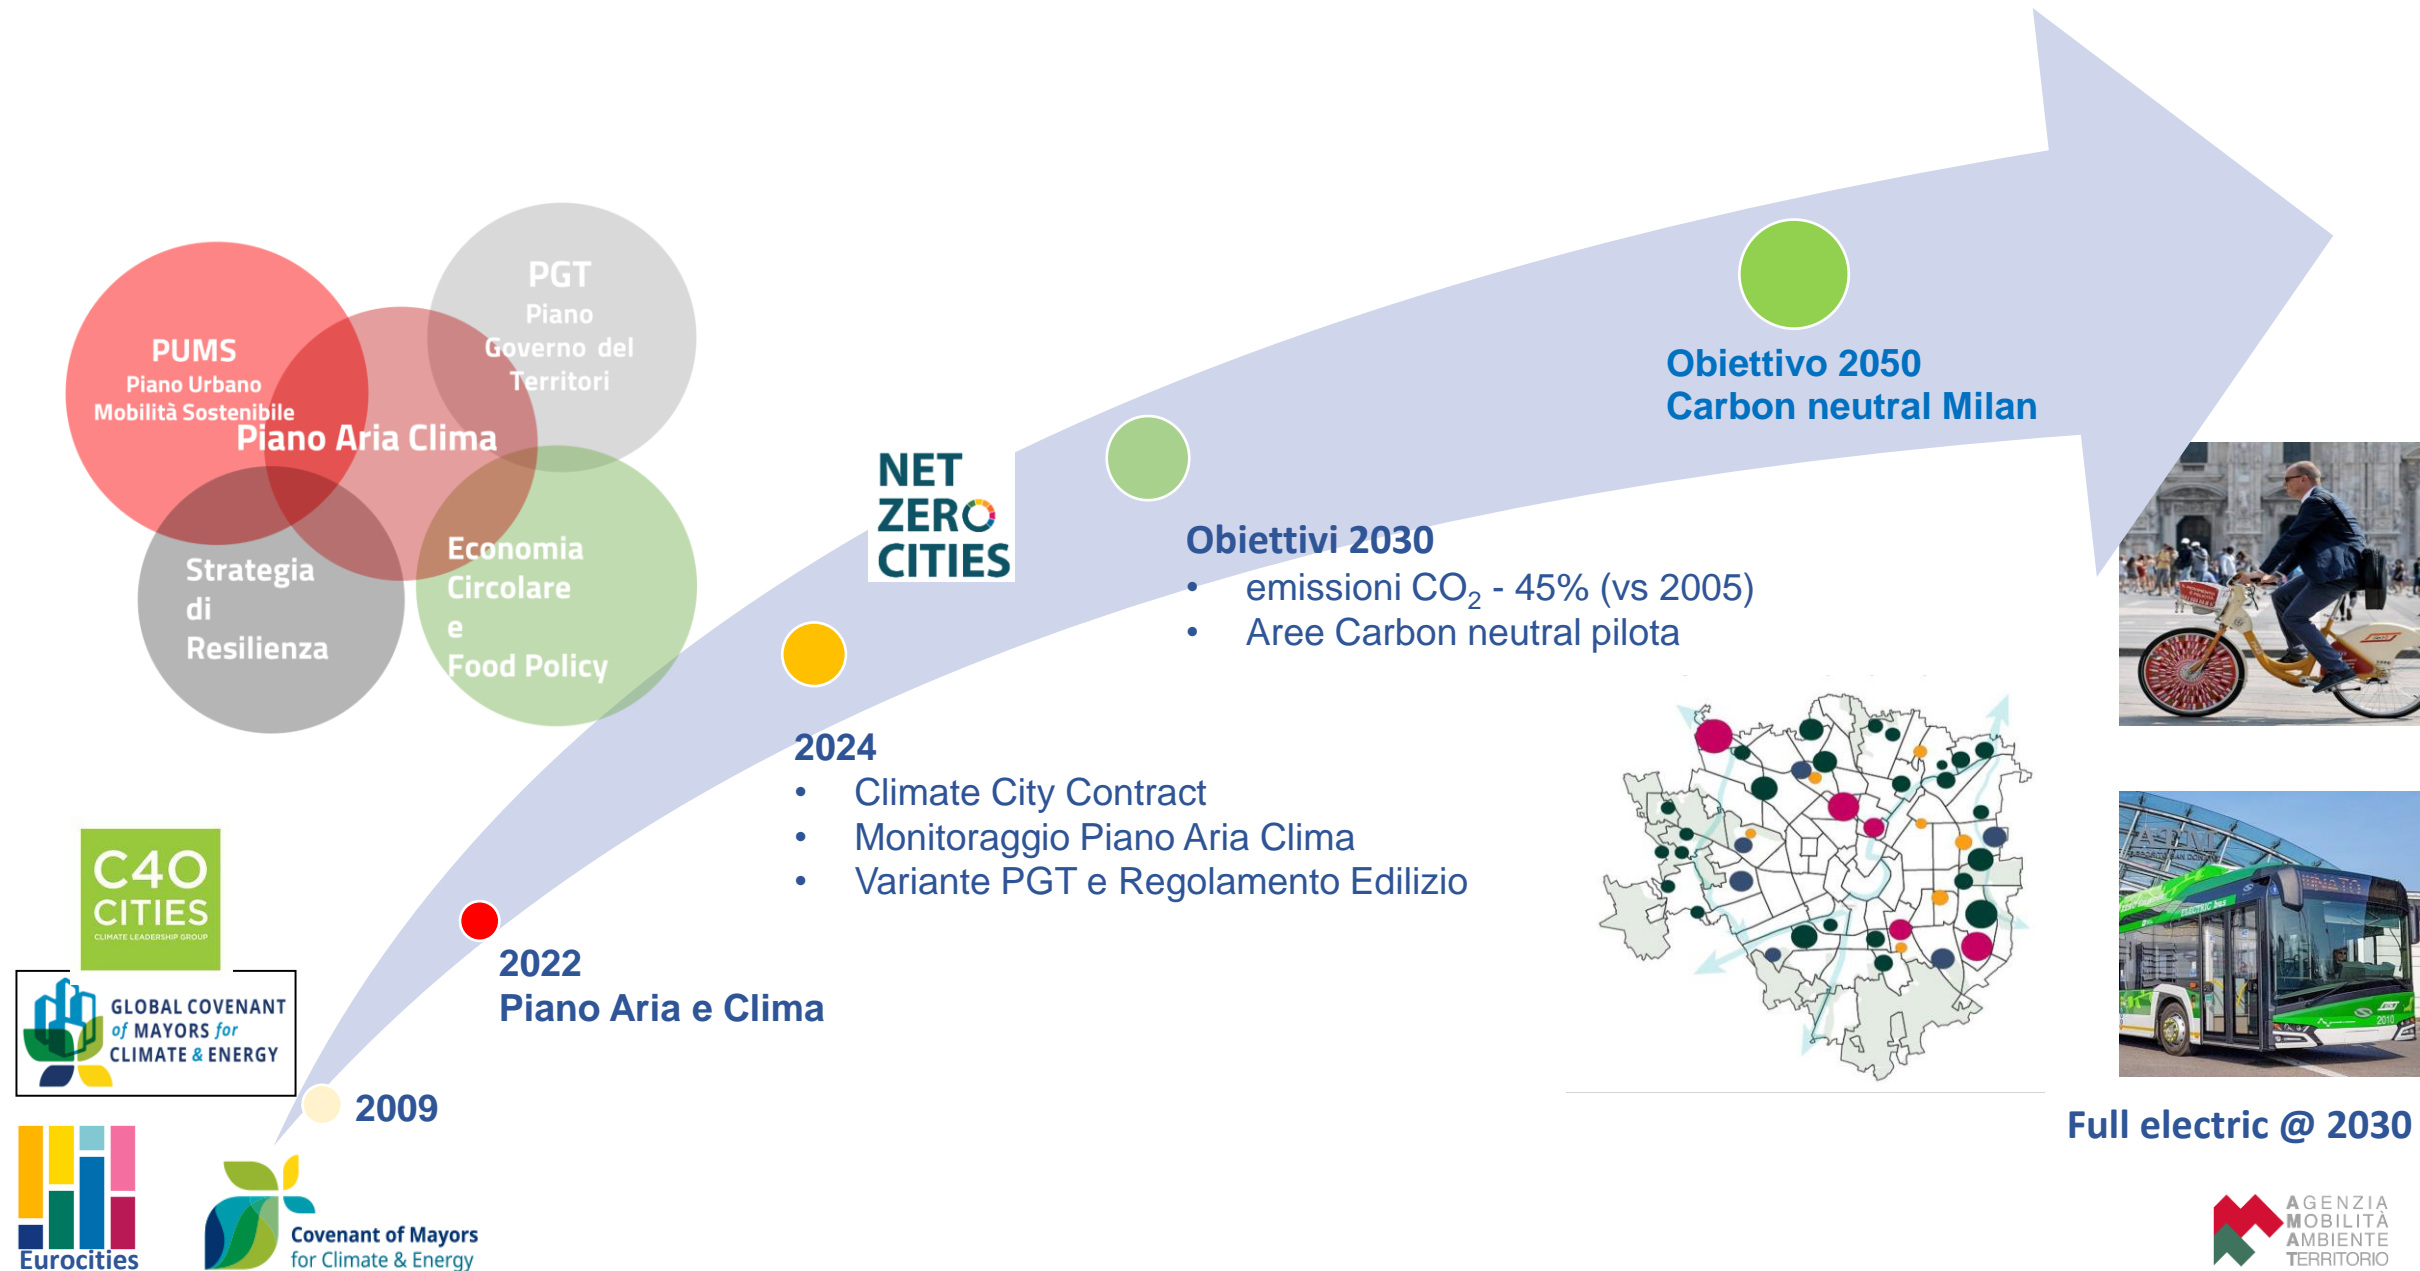 PUMS
Piano Urbano
Mobilità Sostenibile
PGT
Piano
Governo del
Territori
Piano Aria Clima
Strategia
di
Resilienza
Economia
Circolare
e
Food Policy
NET
ZERO
CITIES
Obiettivo 2050
Carbon neutral Milan
Obiettivi 2030
• emissioni CO₂ - 45% (vs 2005)
• Aree Carbon neutral pilota
2024
• Climate City Contract
• Monitoraggio Piano Aria Clima
• Variante PGT e Regolamento Edilizio
2022
Piano Aria e Clima
2009
C40
CITIES
CLIMATE LEADERSHIP GROUP
GLOBAL COVENANT
of MAYORS for
CLIMATE & ENERGY
Eurocities
Covenant of Mayors
for Climate & Energy
ELECTRIC bus
2010
Full electric @ 2030
AGENZIA
MOBILITÀ
AMBIENTE
TERRITORIO